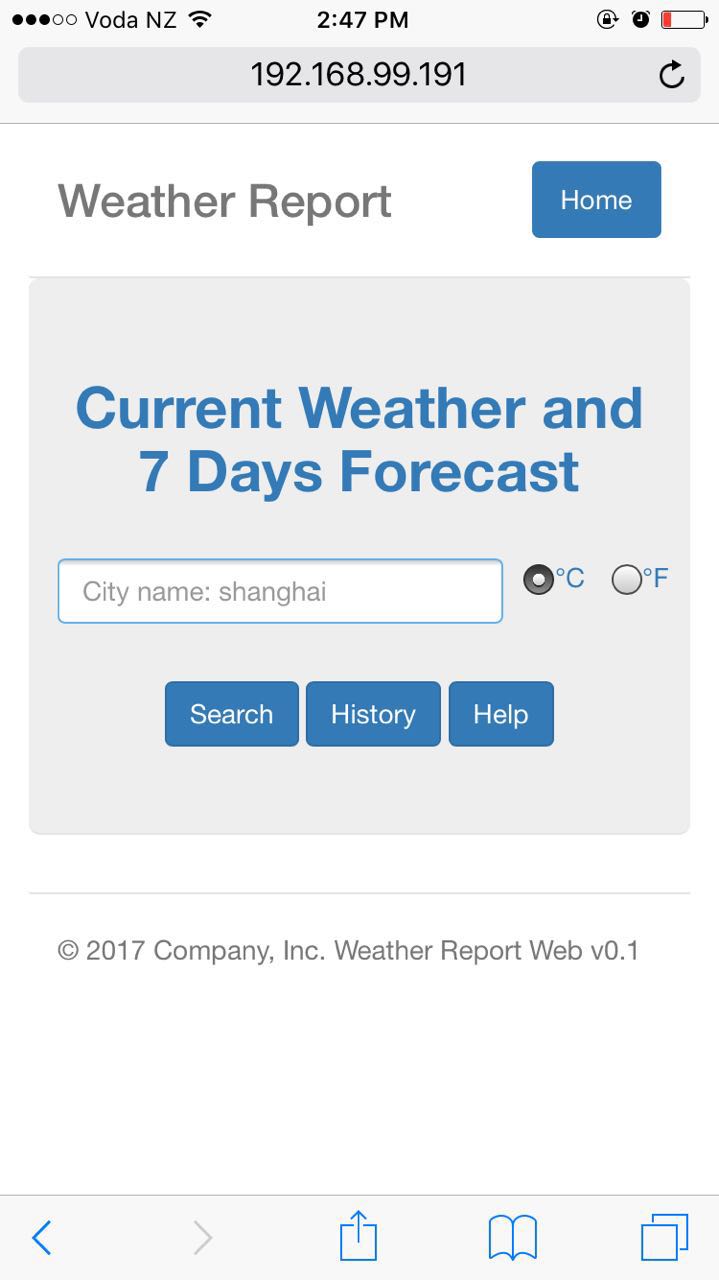 Voda NZ 2:47 PM
192.168.99.191
Weather Report Home
Current Weather and
7 Days Forecast
City name: shanghai °C °F
Search History Help
© 2017 Company, Inc. Weather Report Web v0.1